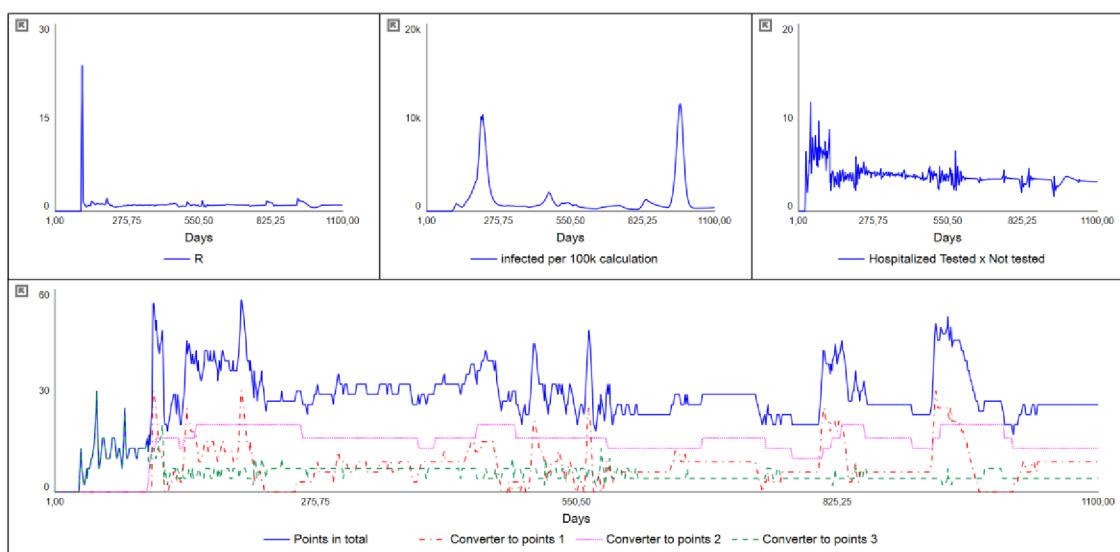 30
15
0
1,00 275,75 550,50 825,25 1100,00
Days
R
20k
10k
0
1,00 275,75 550,50 825,25 1100,00
Days
infected per 100k calculation
20
10
0
1,00 275,75 550,50 825,25 1100,00
Days
Hospitalized Tested x Not tested
60
30
0
1,00 275,75 550,50 825,25 1100,00
Days
Points in total Converter to points 1 Converter to points 2 Converter to points 3